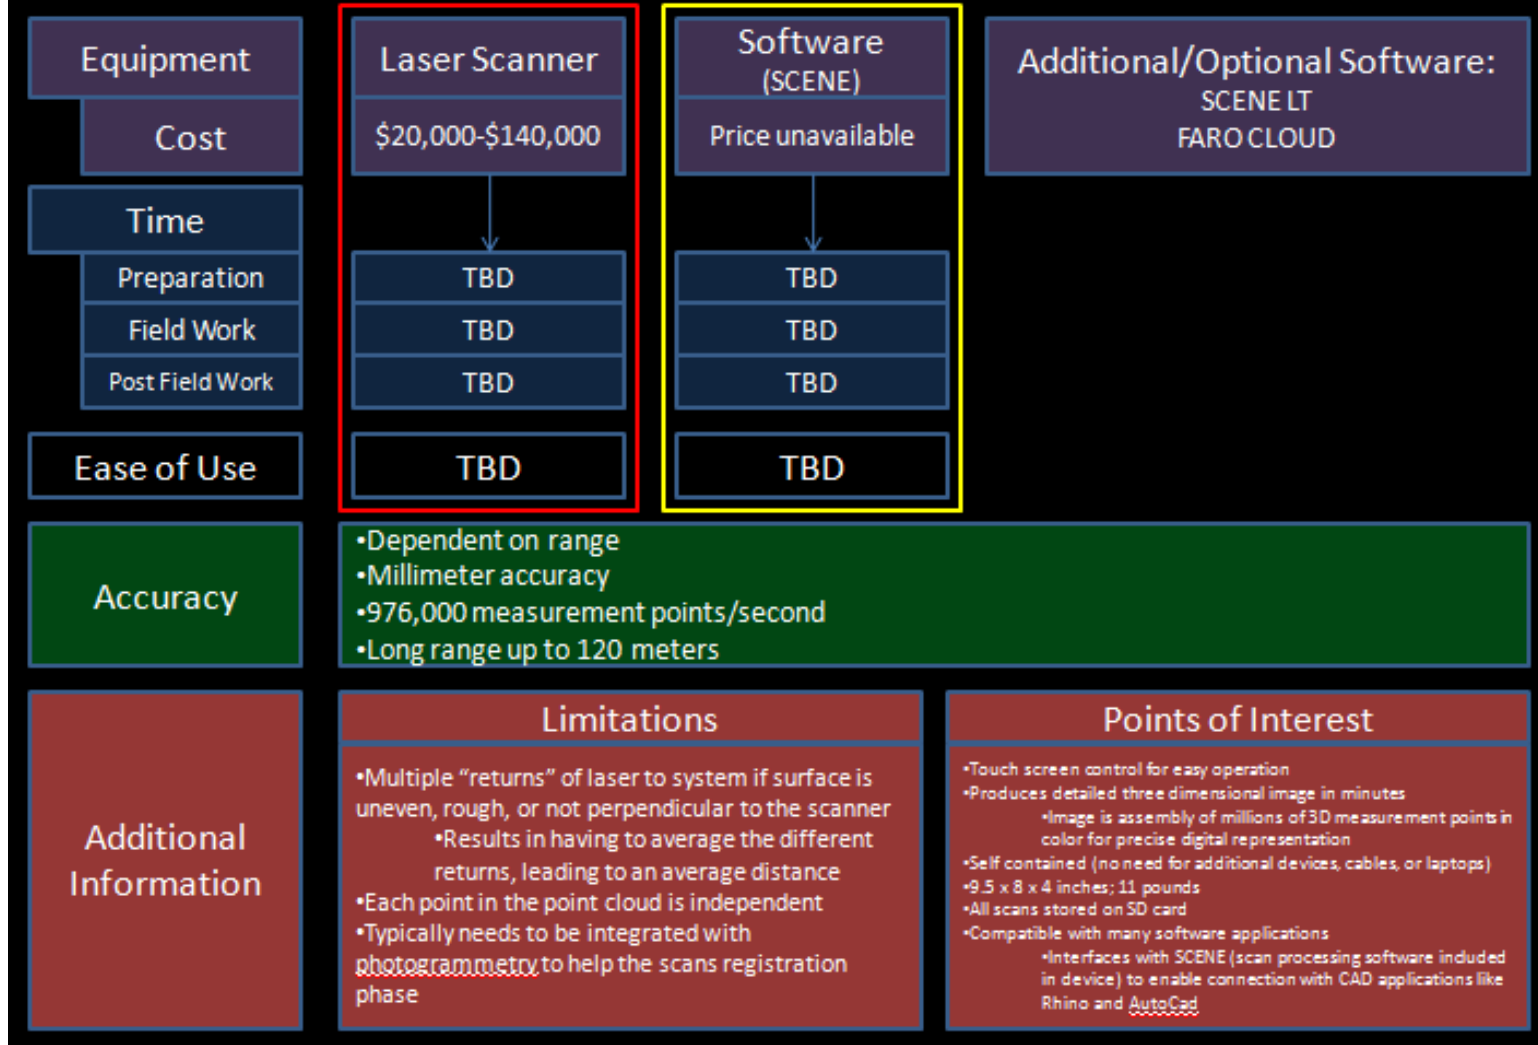 Equipment
Laser Scanner
Software
(SCENE)
Additional/Optional Software:
SCENE LT
FARO CLOUD
Cost
$20,000-$140,000
Price unavailable
Time
Preparation
TBD
TBD
Field Work
TBD
TBD
Post Field Work
TBD
TBD
Ease of Use
TBD
TBD
Accuracy
•Dependent on range
•Millimeter accuracy
•976,000 measurement points/second
•Long range up to 120 meters
Additional
Information
Limitations
•Multiple “returns” of laser to system if surface is
uneven, rough, or not perpendicular to the scanner
•Results in having to average the different
returns, leading to an average distance
•Each point in the point cloud is independent
•Typically needs to be integrated with
photogrammetry to help the scans registration
phase
Points of Interest
•Touch screen control for easy operation
•Produces detailed three dimensional image in minutes
•Image is assembly of millions of 3D measurement points in
color for precise digital representation
•Self contained (no need for additional devices, cables, or laptops)
•9.5 x 8 x 4 inches; 11 pounds
•All scans stored on SD card
•Compatible with many software applications
•Interfaces with SCENE (scan processing software included
in device) to enable connection with CAD applications like
Rhino and AutoCad